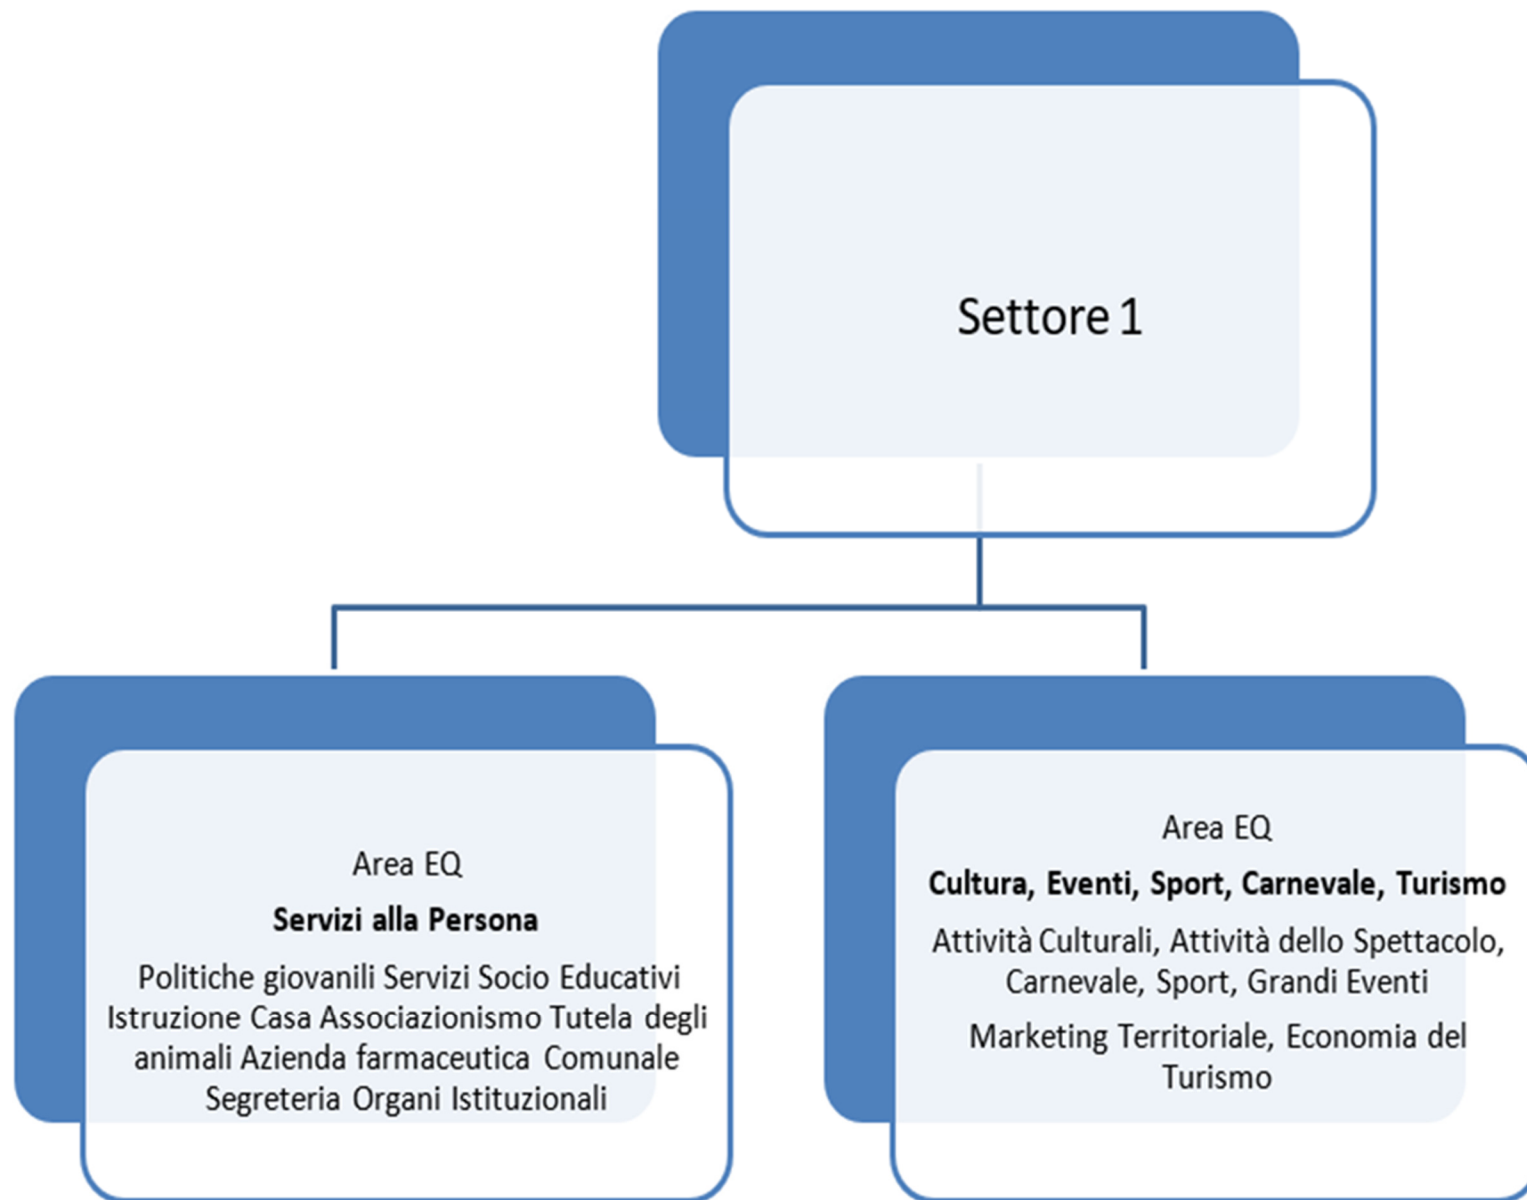 Settore 1
Area EQ
Servizi alla Persona
Politiche giovanili Servizi Socio Educativi
Istruzione Casa Associazionismo Tutela degli
animali Azienda farmaceutica Comunale
Segreteria Organi Istituzionali
Area EQ
Cultura, Eventi, Sport, Carnevale, Turismo
Attività Culturali, Attività dello Spettacolo,
Carnevale, Sport, Grandi Eventi
Marketing Territoriale, Economia del
Turismo